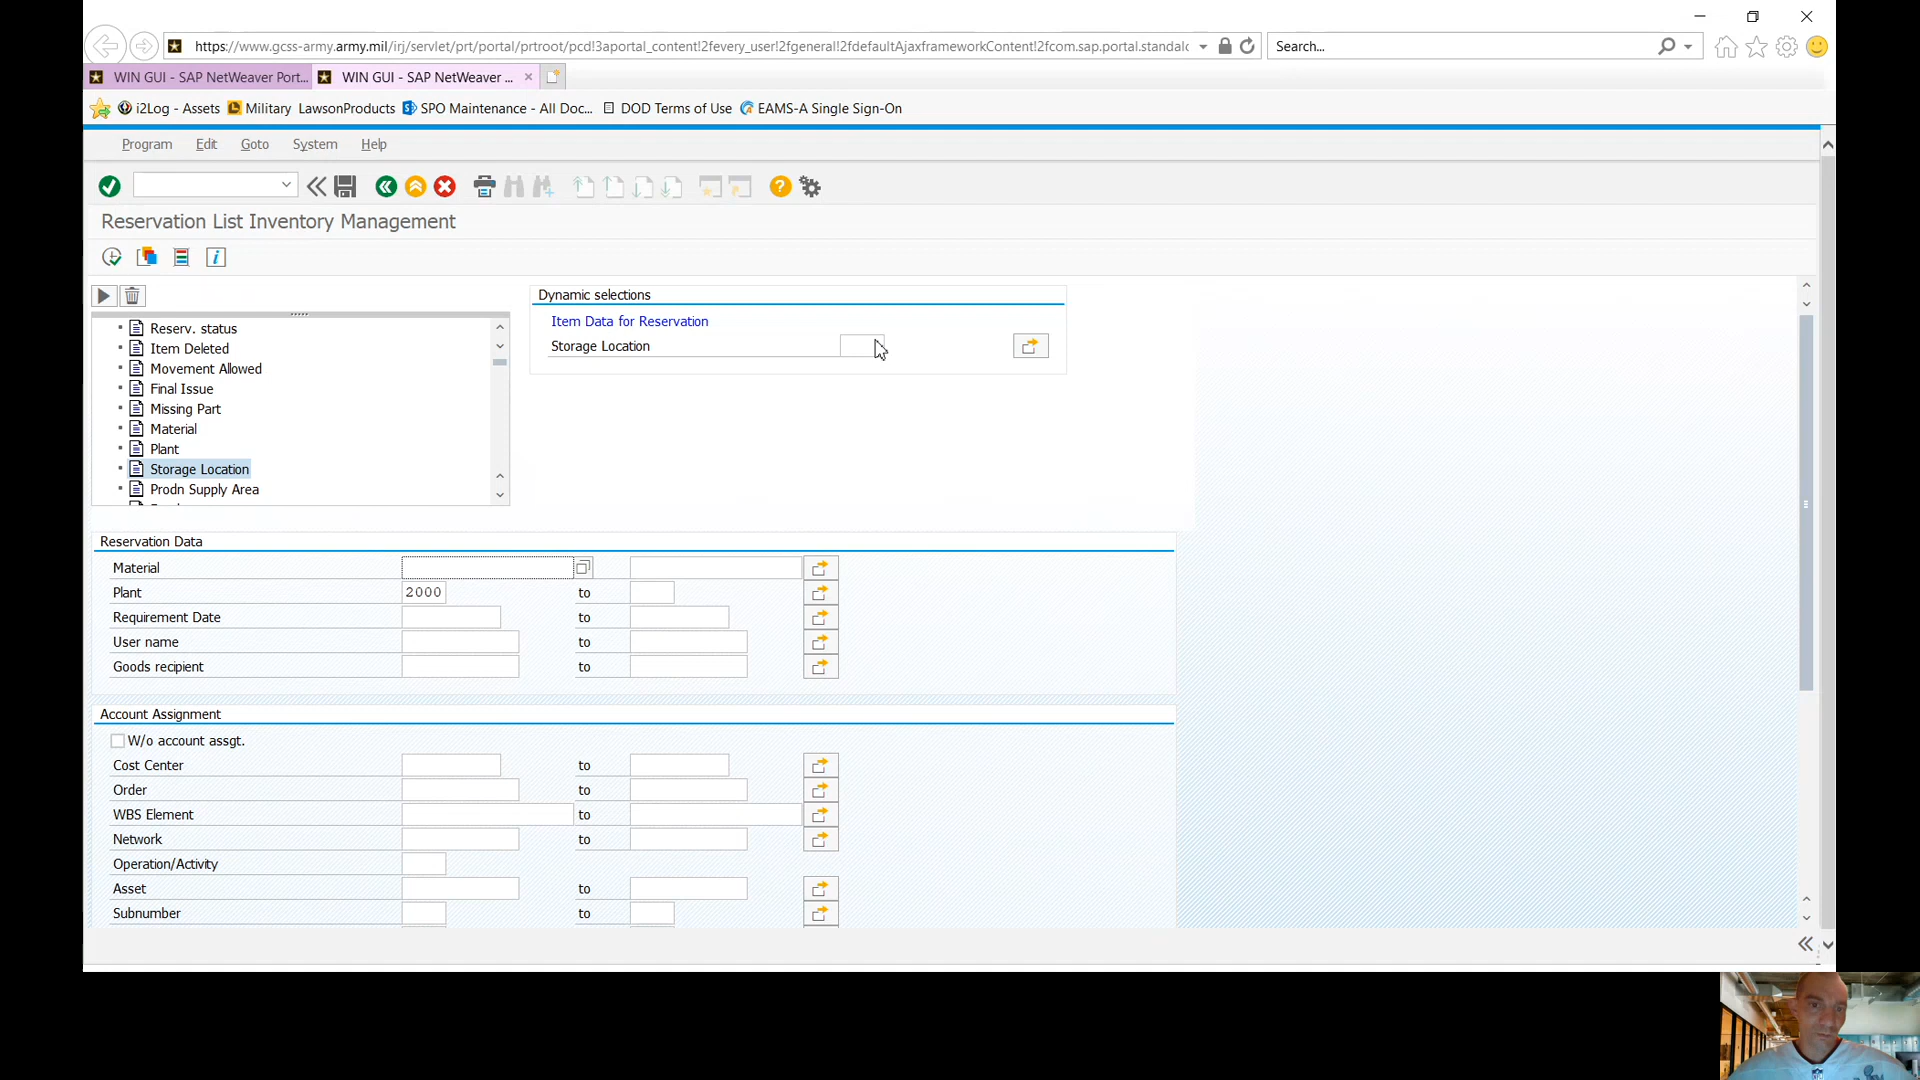 https://www.gcss-army.army.mil/irj/servlet/prt/portal/prtroot/pcd!3aportal_content!2fevery_user!2fgeneral!2fdefaultAjaxframeworkContent!2fcom.sap.portal.standalc
Search...
WIN GUI - SAP NetWeaver Port...
WIN GUI - SAP NetWeaver ...
i2Log - Assets
Military
LawsonProducts
SPO Maintenance - All Doc...
DOD Terms of Use
EAMS-A Single Sign-On
Program Edit Goto System Help
Reservation List Inventory Management
Reserv. status
Item Deleted
Movement Allowed
Final Issue
Missing Part
Material
Plant
Storage Location
Prodn Supply Area
Dynamic selections
Item Data for Reservation
Storage Location
Reservation Data
Material
Plant 2000 to
Requirement Date to
User name to
Goods recipient to
Account Assignment
W/o account assgt.
Cost Center to
Order to
WBS Element to
Network to
Operation/Activity
Asset to
Subnumber to